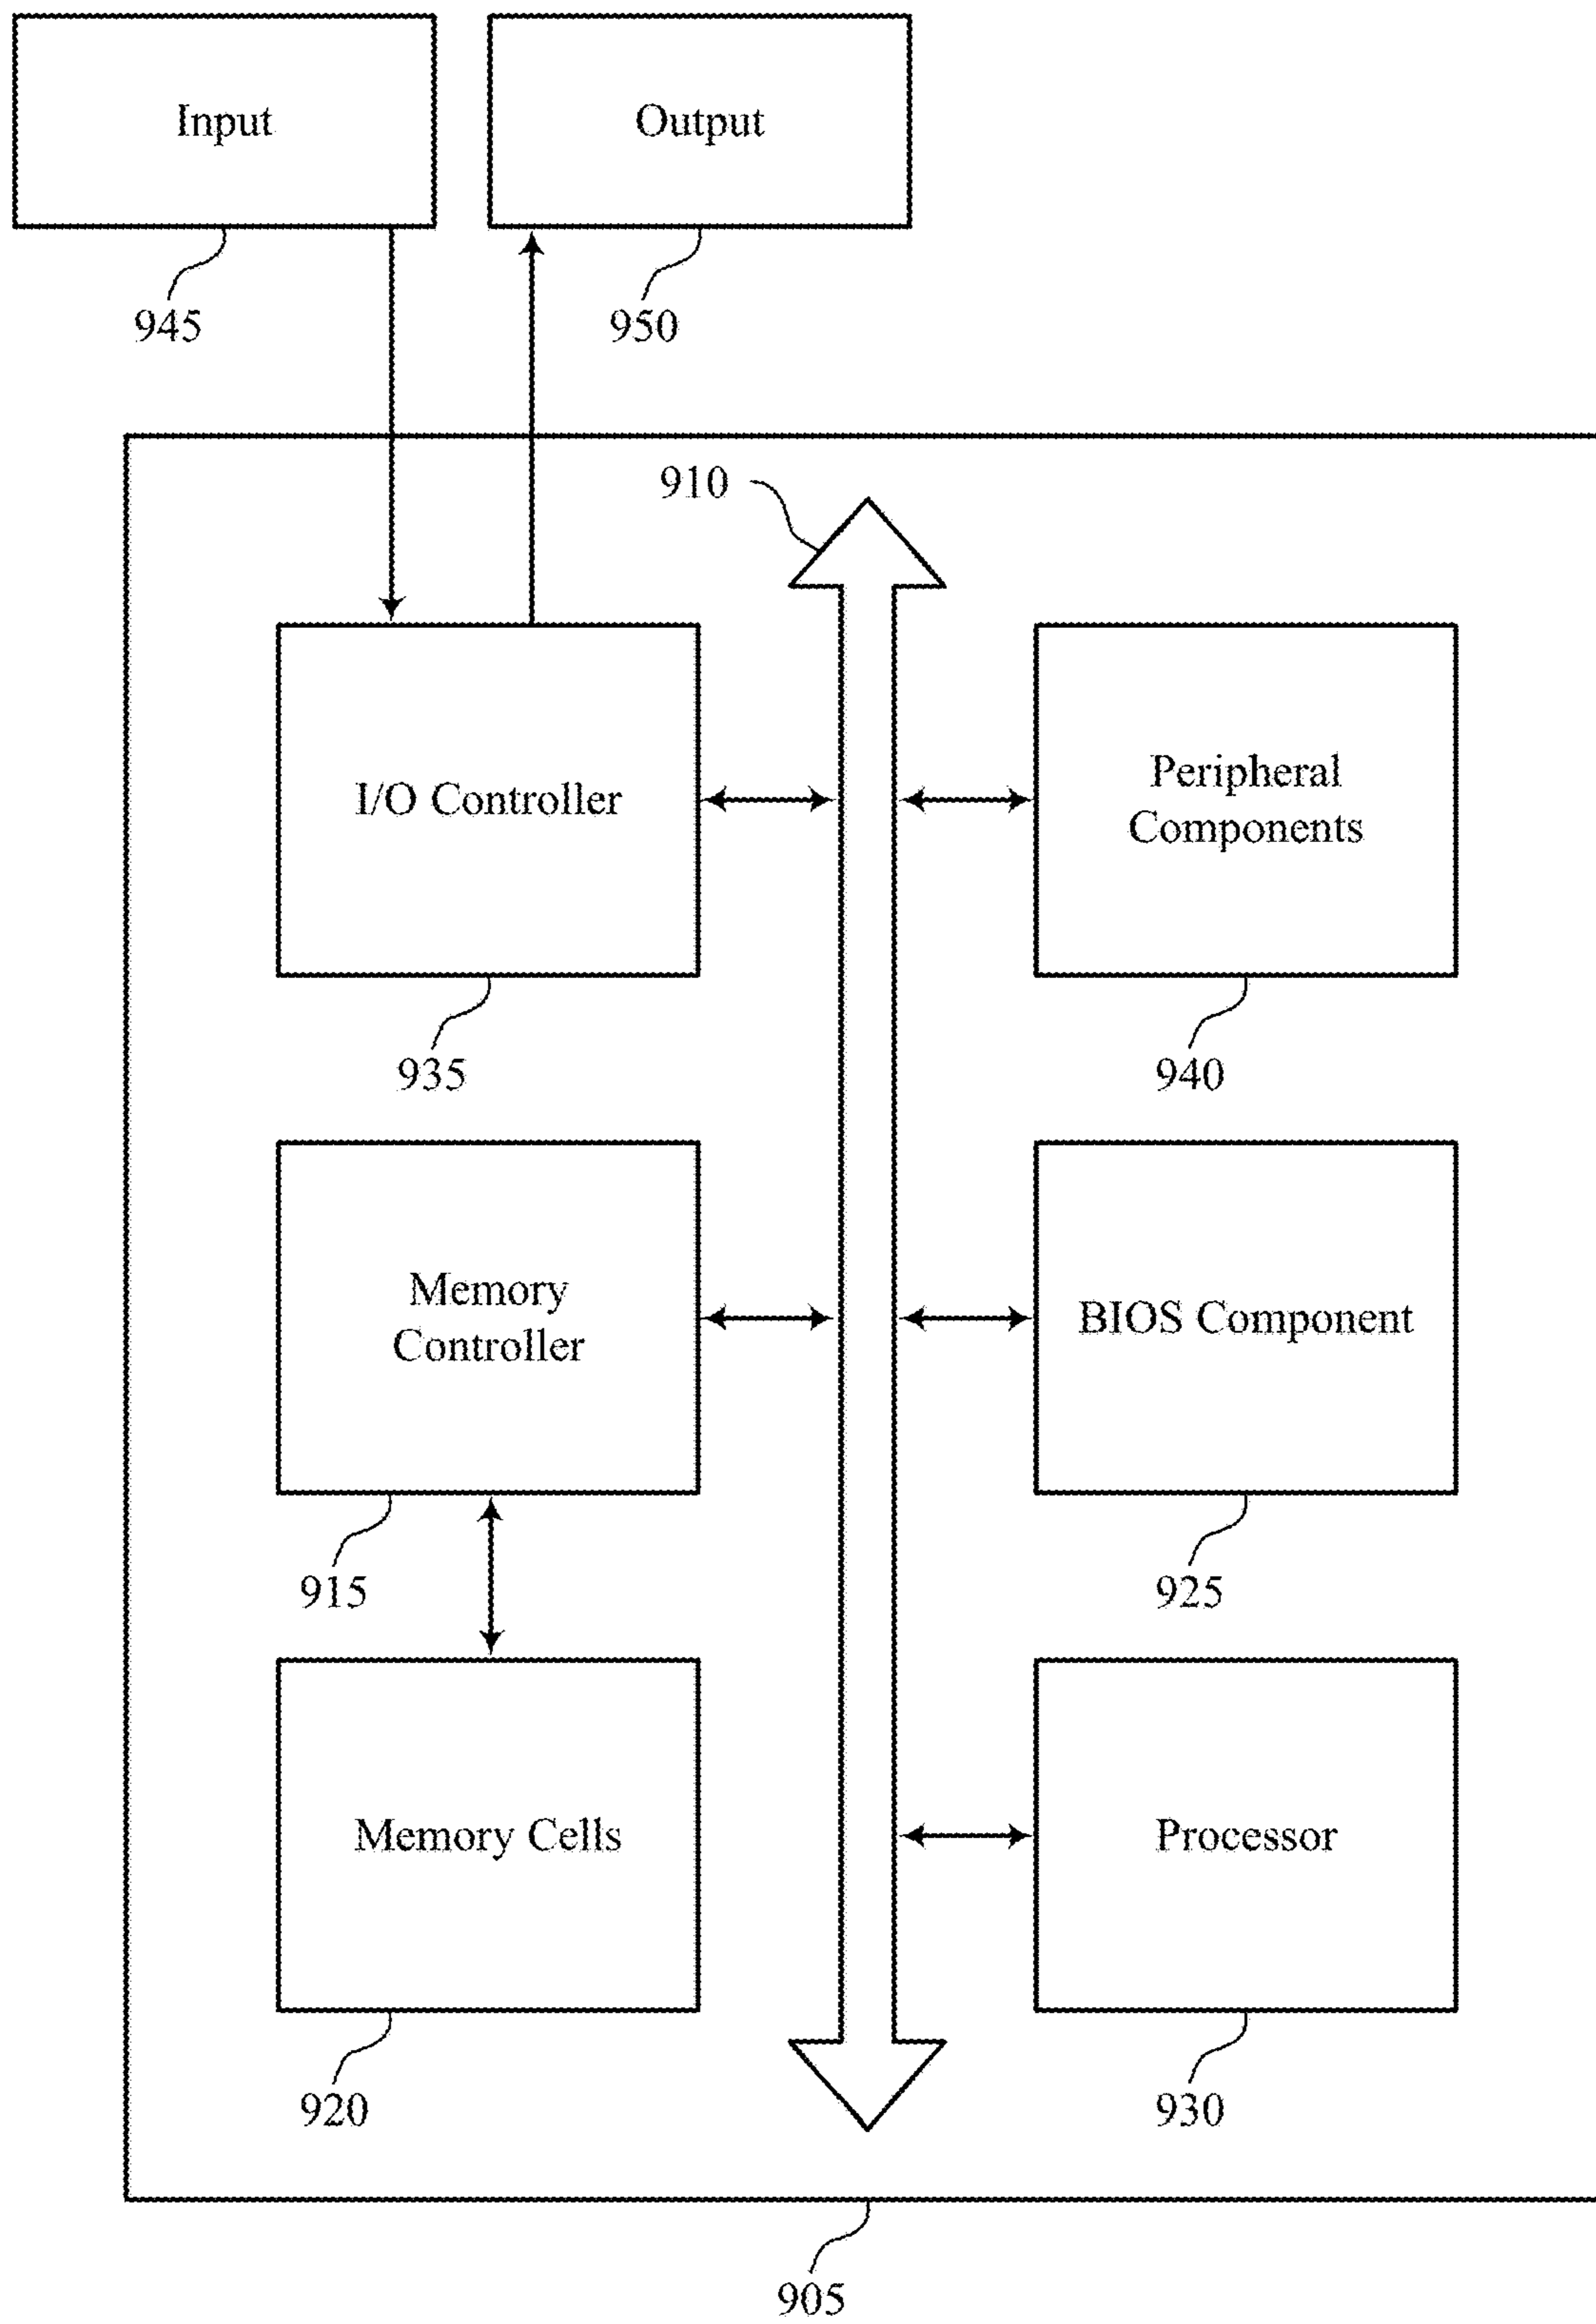 Input
Output
945
950
910
I/O Controller
Peripheral
Components
935
940
Memory
Controller
BIOS Component
915
925
Memory Cells
Processor
920
930
905